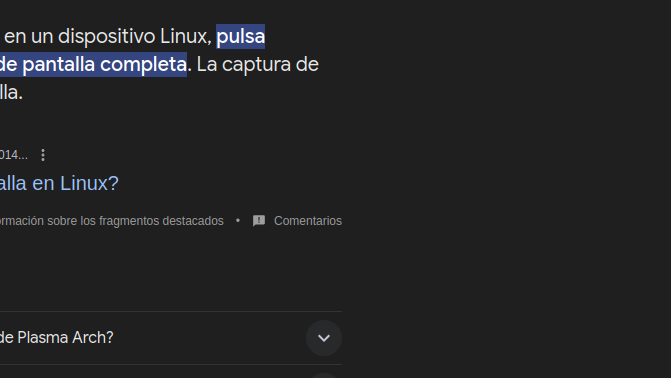 en un dispositivo Linux, pulsa
de pantalla completa. La captura de
lla.
014...
alla en Linux?
rmación sobre los fragmentos destacados • Comentarios
de Plasma Arch?